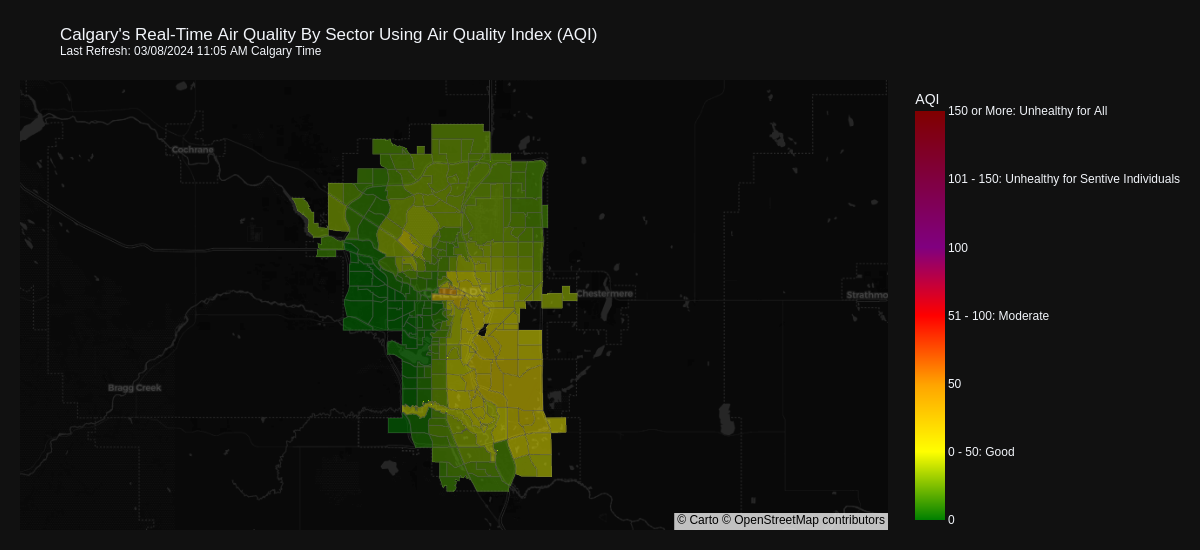 Calgary's Real-Time Air Quality By Sector Using Air Quality Index (AQI)
Last Refresh: 03/08/2024 11:05 AM Calgary Time
AQI
150 or More: Unhealthy for All
101 - 150: Unhealthy for Sentive Individuals
100
51 - 100: Moderate
50
0 - 50: Good
0
Cochrane
Chestermere
Strathmo
Bragg Creek
© Carto © OpenStreetMap contributors